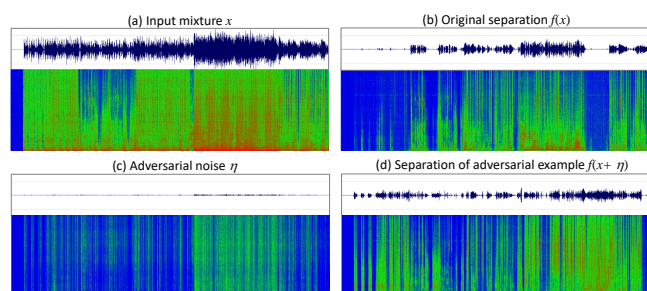 (a) Input mixture x
(b) Original separation f(x)
(c) Adversarial noise η
(d) Separation of adversarial example f(x+ η)